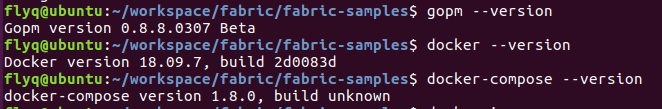 flyq@ubuntu:~/workspace/fabric/fabric-samples$ gopm --version
Gopm version 0.8.8.0307 Beta
flyq@ubuntu:~/workspace/fabric/fabric-samples$ docker --version
Docker version 18.09.7, build 2d0083d
flyq@ubuntu:~/workspace/fabric/fabric-samples$ docker-compose --version
docker-compose version 1.8.0, build unknown